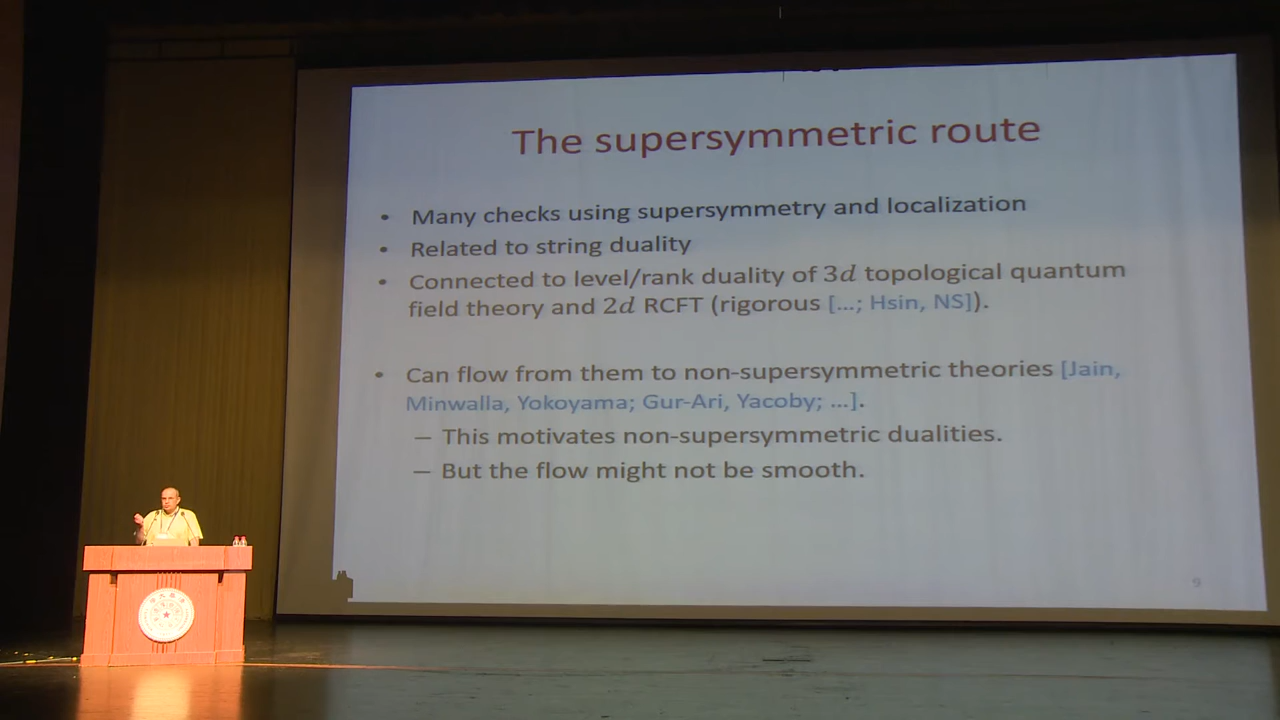 The supersymmetric route
• Many checks using supersymmetry and localization
• Related to string duality
• Connected to level/rank duality of 3d topological quantum
field theory and 2d RCFT (rigorous […; Hsin, NS]).
• Can flow from them to non-supersymmetric theories [Jain,
Minwalla, Yokoyama; Gur-Ari, Yacoby; …].
– This motivates non-supersymmetric dualities.
– But the flow might not be smooth.
9